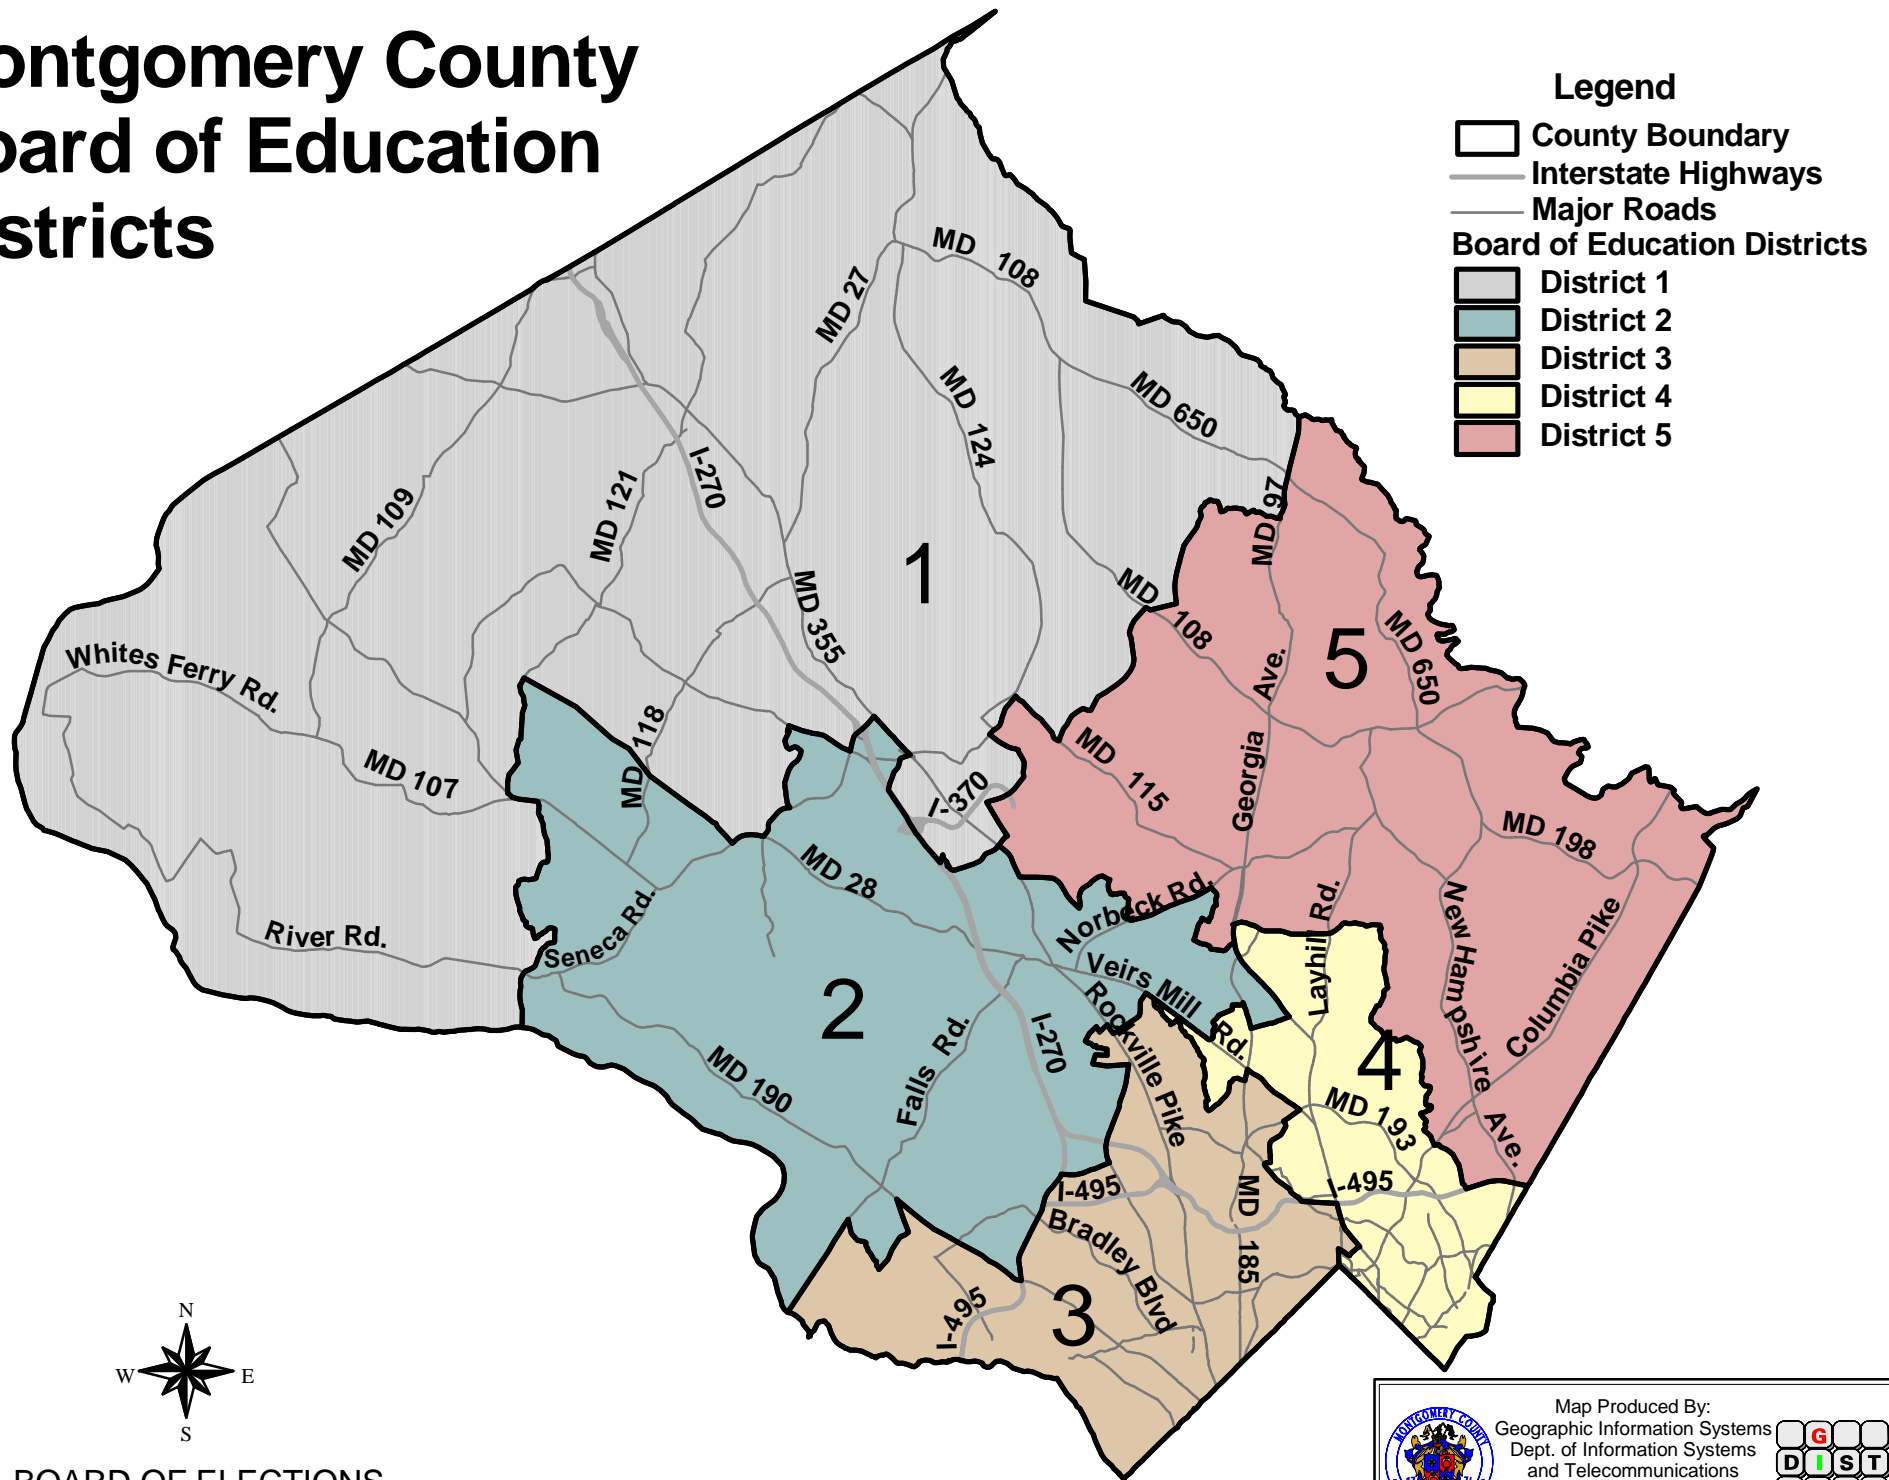 ontgomery County
oard of Education
stricts
Legend
County Boundary
Interstate Highways
Major Roads
Board of Education Districts
District 1
District 2
District 3
District 4
District 5
MD 108
MD 27
MD 124
MD 650
MD 109
MD 121
I-270
MD 97
1
MD 355
MD 108
5
MD 650
Whites Ferry Rd.
MD 118
MD 107
MD 115
Georgia Ave.
I-370
MD 198
MD 28
Norbeck Rd.
Layhill Rd.
New Hampshire Ave.
Columbia Pike
River Rd.
Seneca Rd.
Veirs Mill Rd.
2
Rockville Pike
I-270
4
Falls Rd.
MD 190
MD 193
I-495
I-495
MD 185
Bradley Blvd
3
I-495
N
W E
S
BOARD OF ELECTIONS
Map Produced By:
Geographic Information Systems
Dept. of Information Systems
and Telecommunications
MONTGOMERY COUNTY
G
D I S T